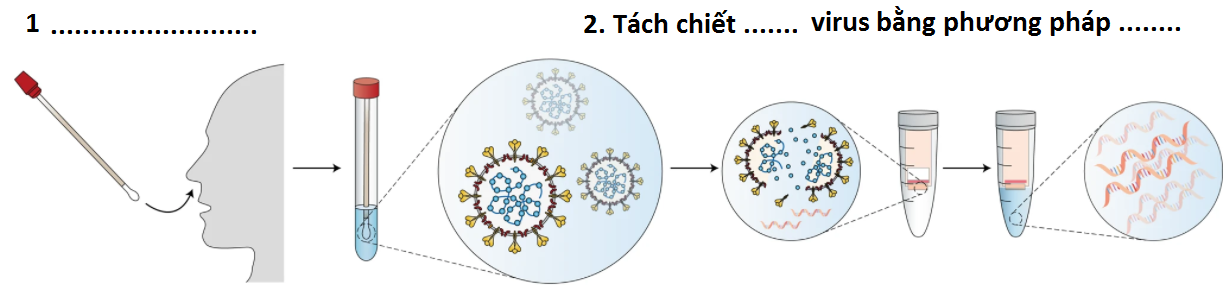 1 ..........................
2. Tách chiết ....... virus bằng phương pháp ........